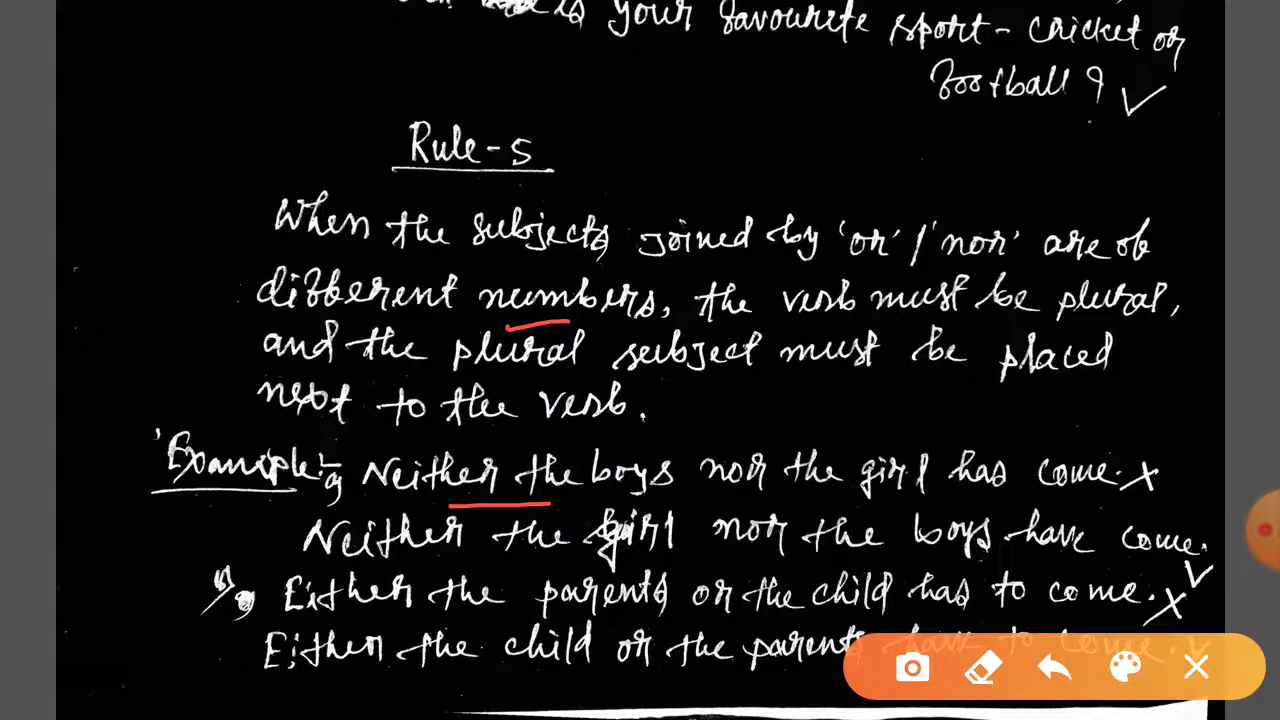 is your favourite sport - cricket or
football ? ✓
Rule - 5
When the subjects joined by 'or' / 'nor' are of
different numbers, the verb must be plural,
and the plural subject must be placed
next to the verb.
Example:- Neither the boys nor the girl has come. ×
Neither the girl nor the boys have come. ✓
Either the parents or the child has to come. ×
Either the child or the parents have to come. ✓